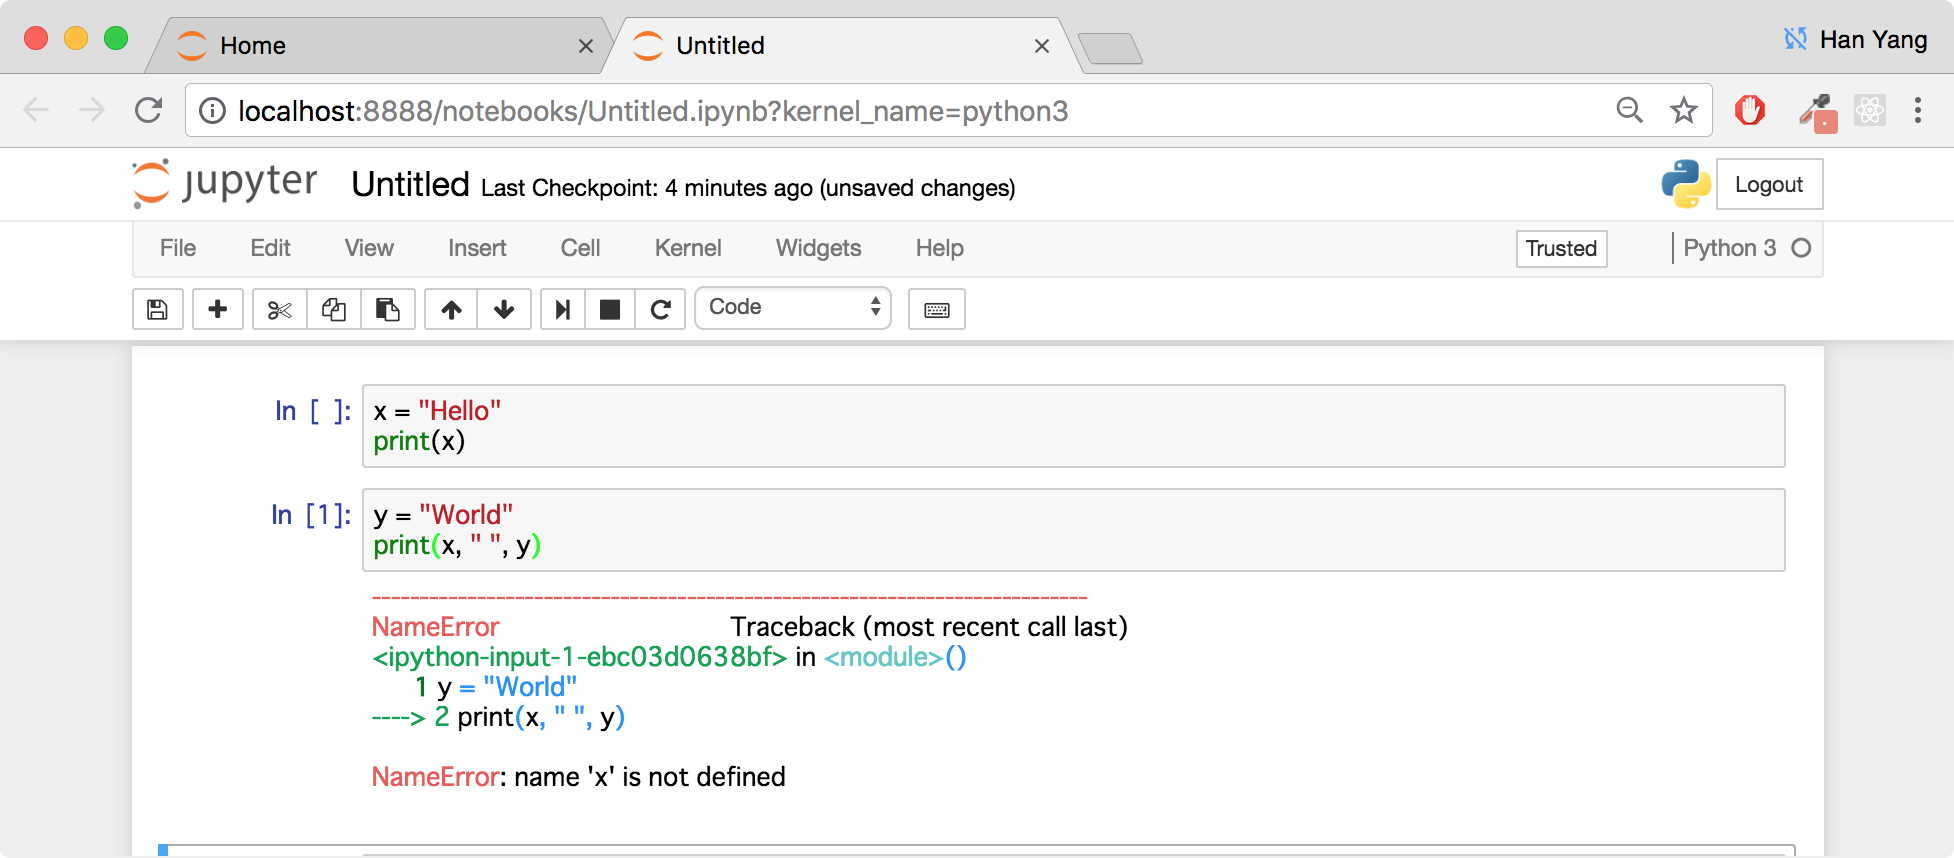 Home
Untitled
Han Yang
localhost:8888/notebooks/Untitled.ipynb?kernel_name=python3
jupyter Untitled Last Checkpoint: 4 minutes ago (unsaved changes)
Logout
File Edit View Insert Cell Kernel Widgets Help Trusted Python 3
Code
In [ ]: x = "Hello"
print(x)
In [1]: y = "World"
print(x, " ", y)
---------------------------------------------------------------------------
NameError Traceback (most recent call last)
<ipython-input-1-ebc03d0638bf> in <module>()
1 y = "World"
----> 2 print(x, " ", y)
NameError: name 'x' is not defined